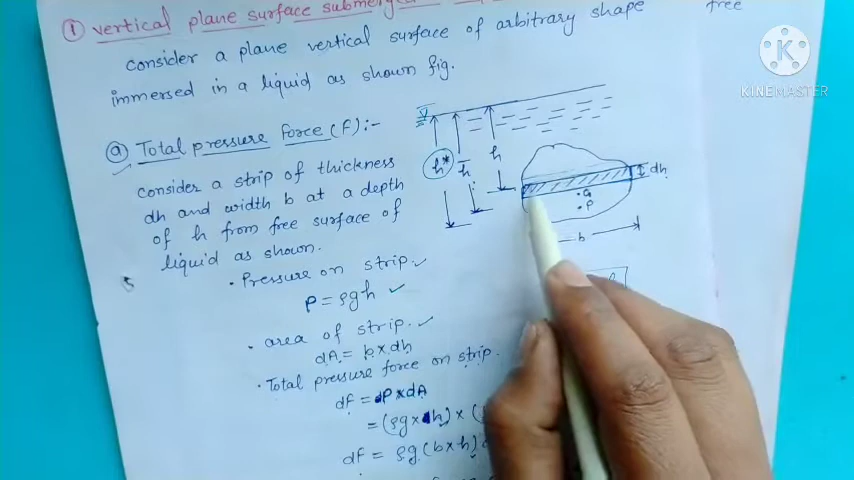 ① vertical plane surface submerged
free
consider a plane vertical surface of arbitrary shape
immersed in a liquid as shown fig.
ⓐ Total pressure force (F):-
consider a strip of thickness
dh and width b at a depth
of h from free surface of
liquid as shown.
• Pressure on strip.
P = ρgh
• area of strip.
dA = b x dh
• Total pressure force on strip.
df = P x dA
= (ρg x h) x (
df = ρg (b x h)
h*
h̅
h
dh
G
P
b
K
KINEMASTER